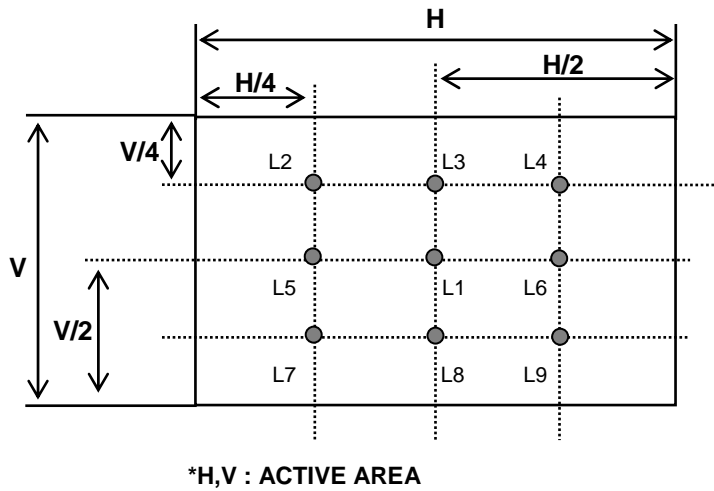 H
H/4
H/2
V/4
L2 L3 L4
V
L5 L1 L6
V/2
L7 L8 L9
*H,V : ACTIVE AREA